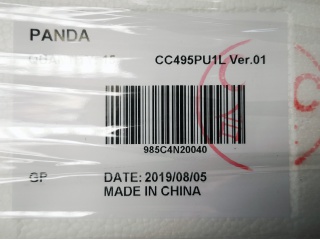 PANDA
CC495PU1L Ver.01
985C4N20040
GP DATE: 2019/08/05
MADE IN CHINA